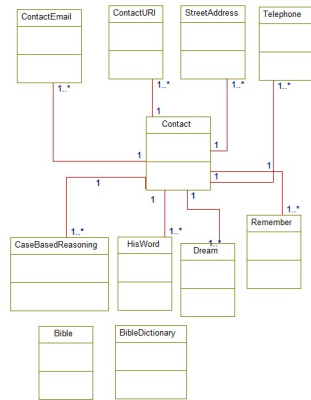 ContactEmail
ContactURI
StreetAddress
Telephone
1..*
1..*
1..*
1..*
1
Contact
1
1
1
1
1
1
1
1
1..*
1..*
1..*
1..*
CaseBasedReasoning
HisWord
Dream
Remember
Bible
BibleDictionary